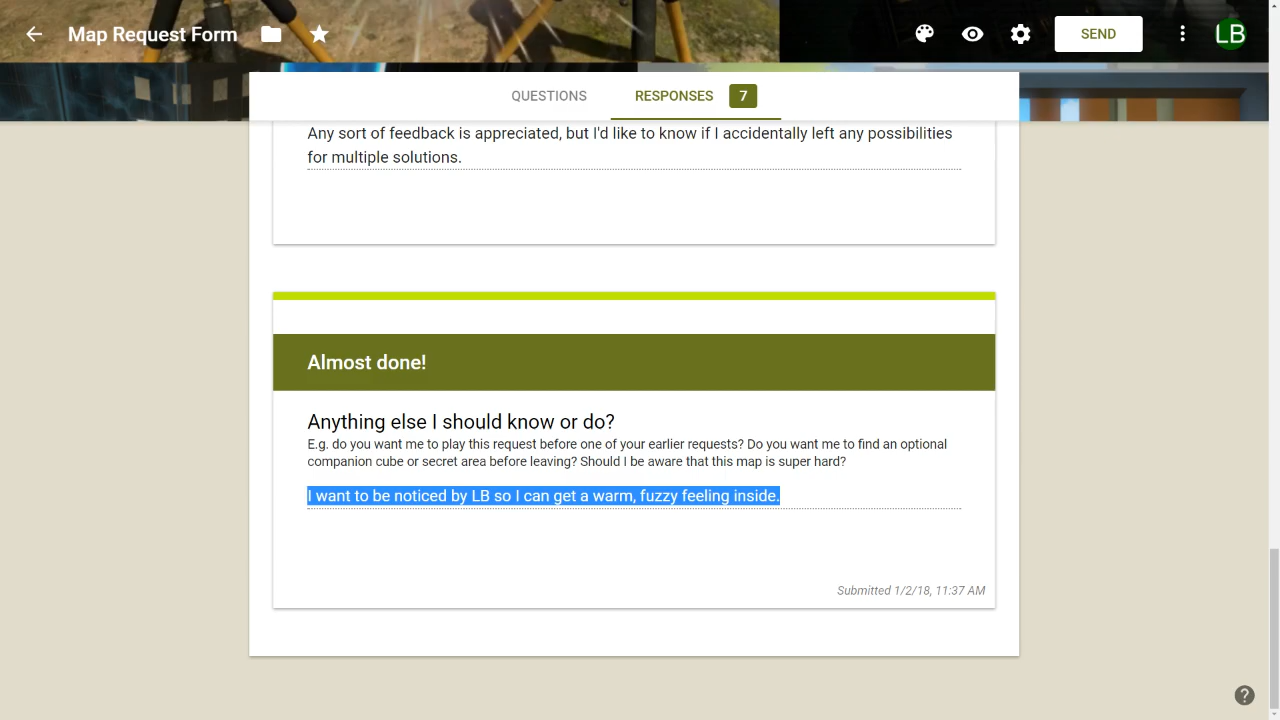 Map Request Form
SEND
LB
QUESTIONS
RESPONSES 7
Any sort of feedback is appreciated, but I'd like to know if I accidentally left any possibilities
for multiple solutions.
Almost done!
Anything else I should know or do?
E.g. do you want me to play this request before one of your earlier requests? Do you want me to find an optional
companion cube or secret area before leaving? Should I be aware that this map is super hard?
I want to be noticed by LB so I can get a warm, fuzzy feeling inside.
Submitted 1/2/18, 11:37 AM